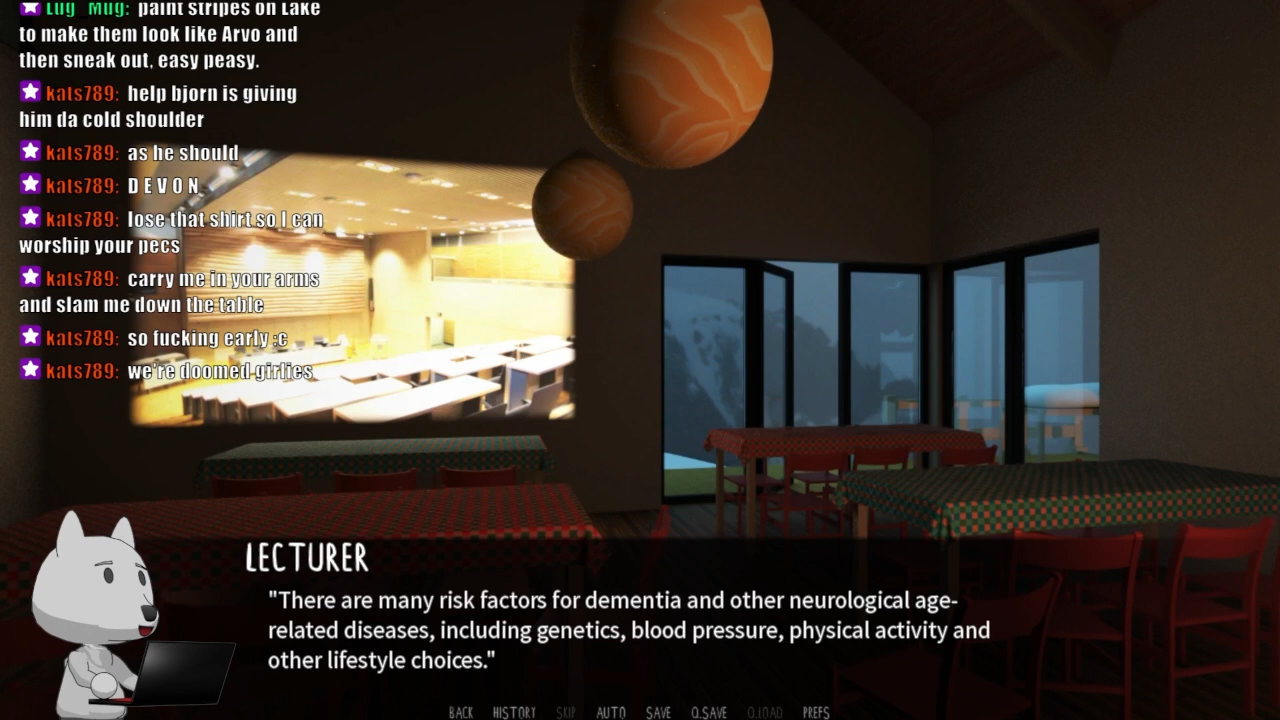 Lug_Mug: paint stripes on Lake
to make them look like Arvo and
then sneak out, easy peasy.
kats789: help bjorn is giving
him da cold shoulder
kats789: as he should
kats789: D E V O N
kats789: lose that shirt so I can
worship your pecs
kats789: carry me in your arms
and slam me down the table
kats789: so fucking early :c
kats789: we're doomed girlies
LECTURER
"There are many risk factors for dementia and other neurological age-
related diseases, including genetics, blood pressure, physical activity and
other lifestyle choices."
BACK HISTORY SKIP AUTO SAVE Q.SAVE Q.LOAD PREFS